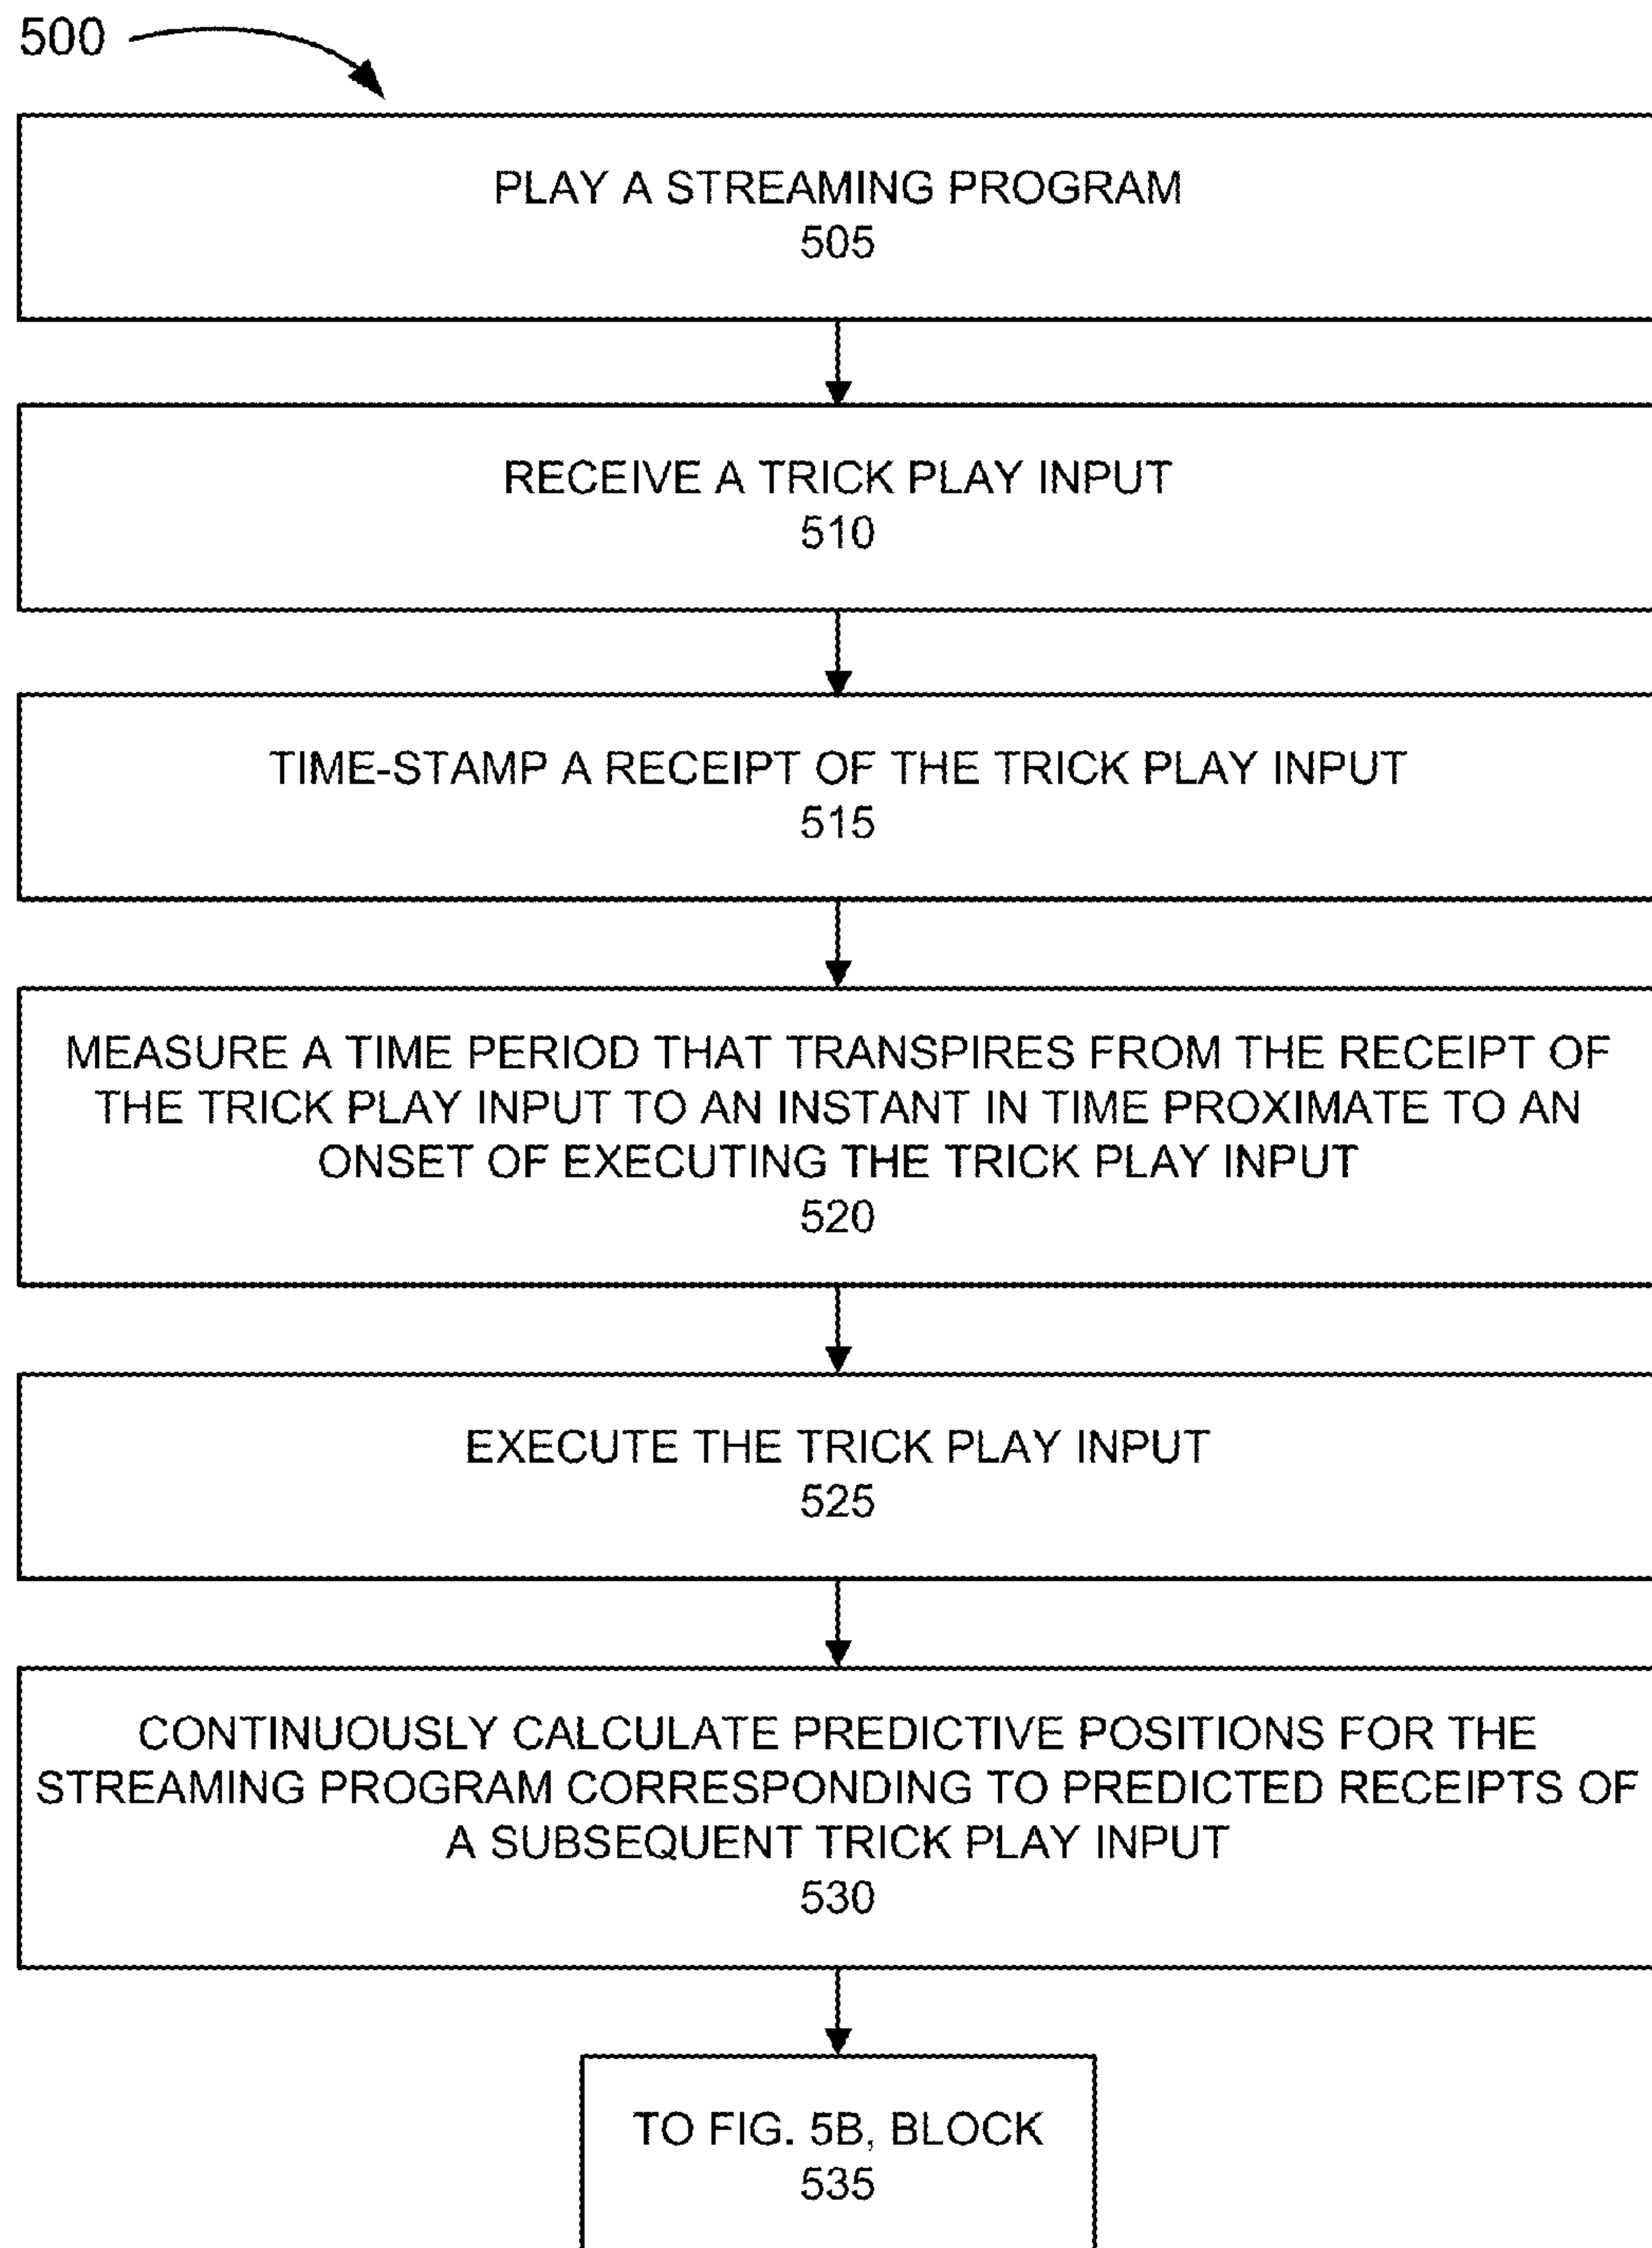 500
PLAY A STREAMING PROGRAM
505
RECEIVE A TRICK PLAY INPUT
510
TIME-STAMP A RECEIPT OF THE TRICK PLAY INPUT
515
MEASURE A TIME PERIOD THAT TRANSPIRES FROM THE RECEIPT OF
THE TRICK PLAY INPUT TO AN INSTANT IN TIME PROXIMATE TO AN
ONSET OF EXECUTING THE TRICK PLAY INPUT
520
EXECUTE THE TRICK PLAY INPUT
525
CONTINUOUSLY CALCULATE PREDICTIVE POSITIONS FOR THE
STREAMING PROGRAM CORRESPONDING TO PREDICTED RECEIPTS OF
A SUBSEQUENT TRICK PLAY INPUT
530
TO FIG. 5B, BLOCK
535